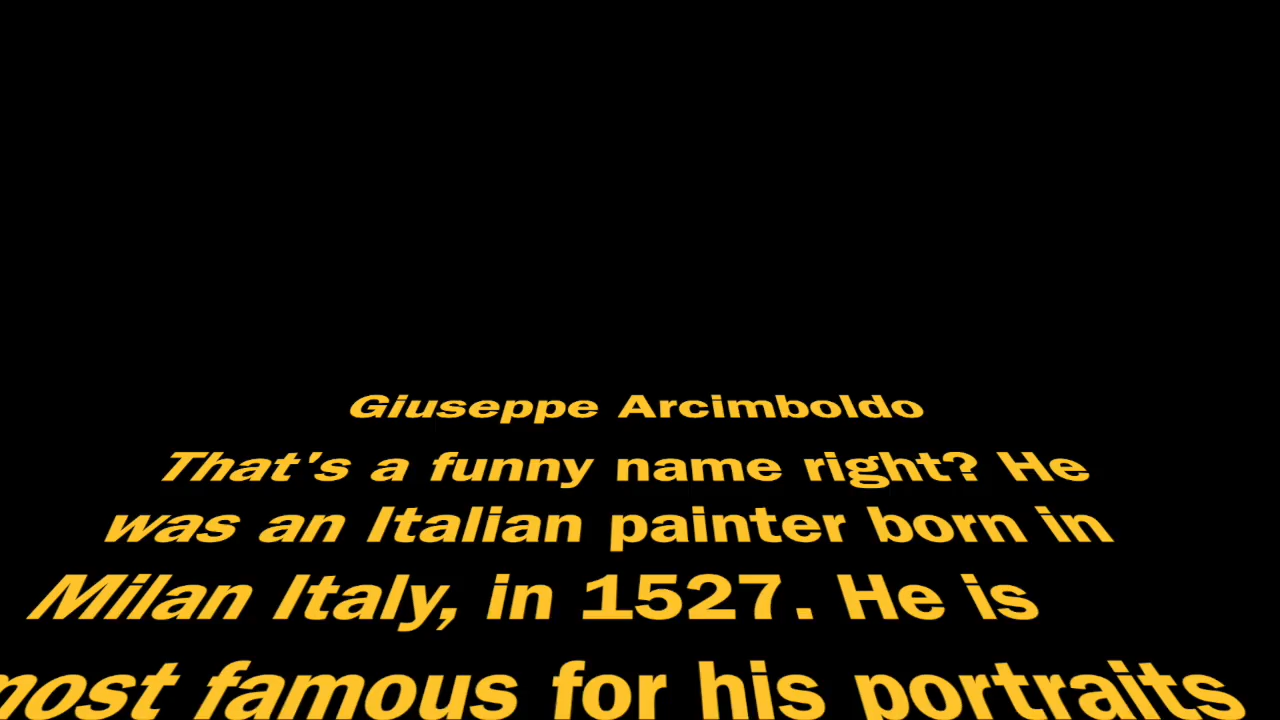 Giuseppe Arcimboldo
That's a funny name right? He
was an Italian painter born in
Milan Italy, in 1527. He is
most famous for his portraits